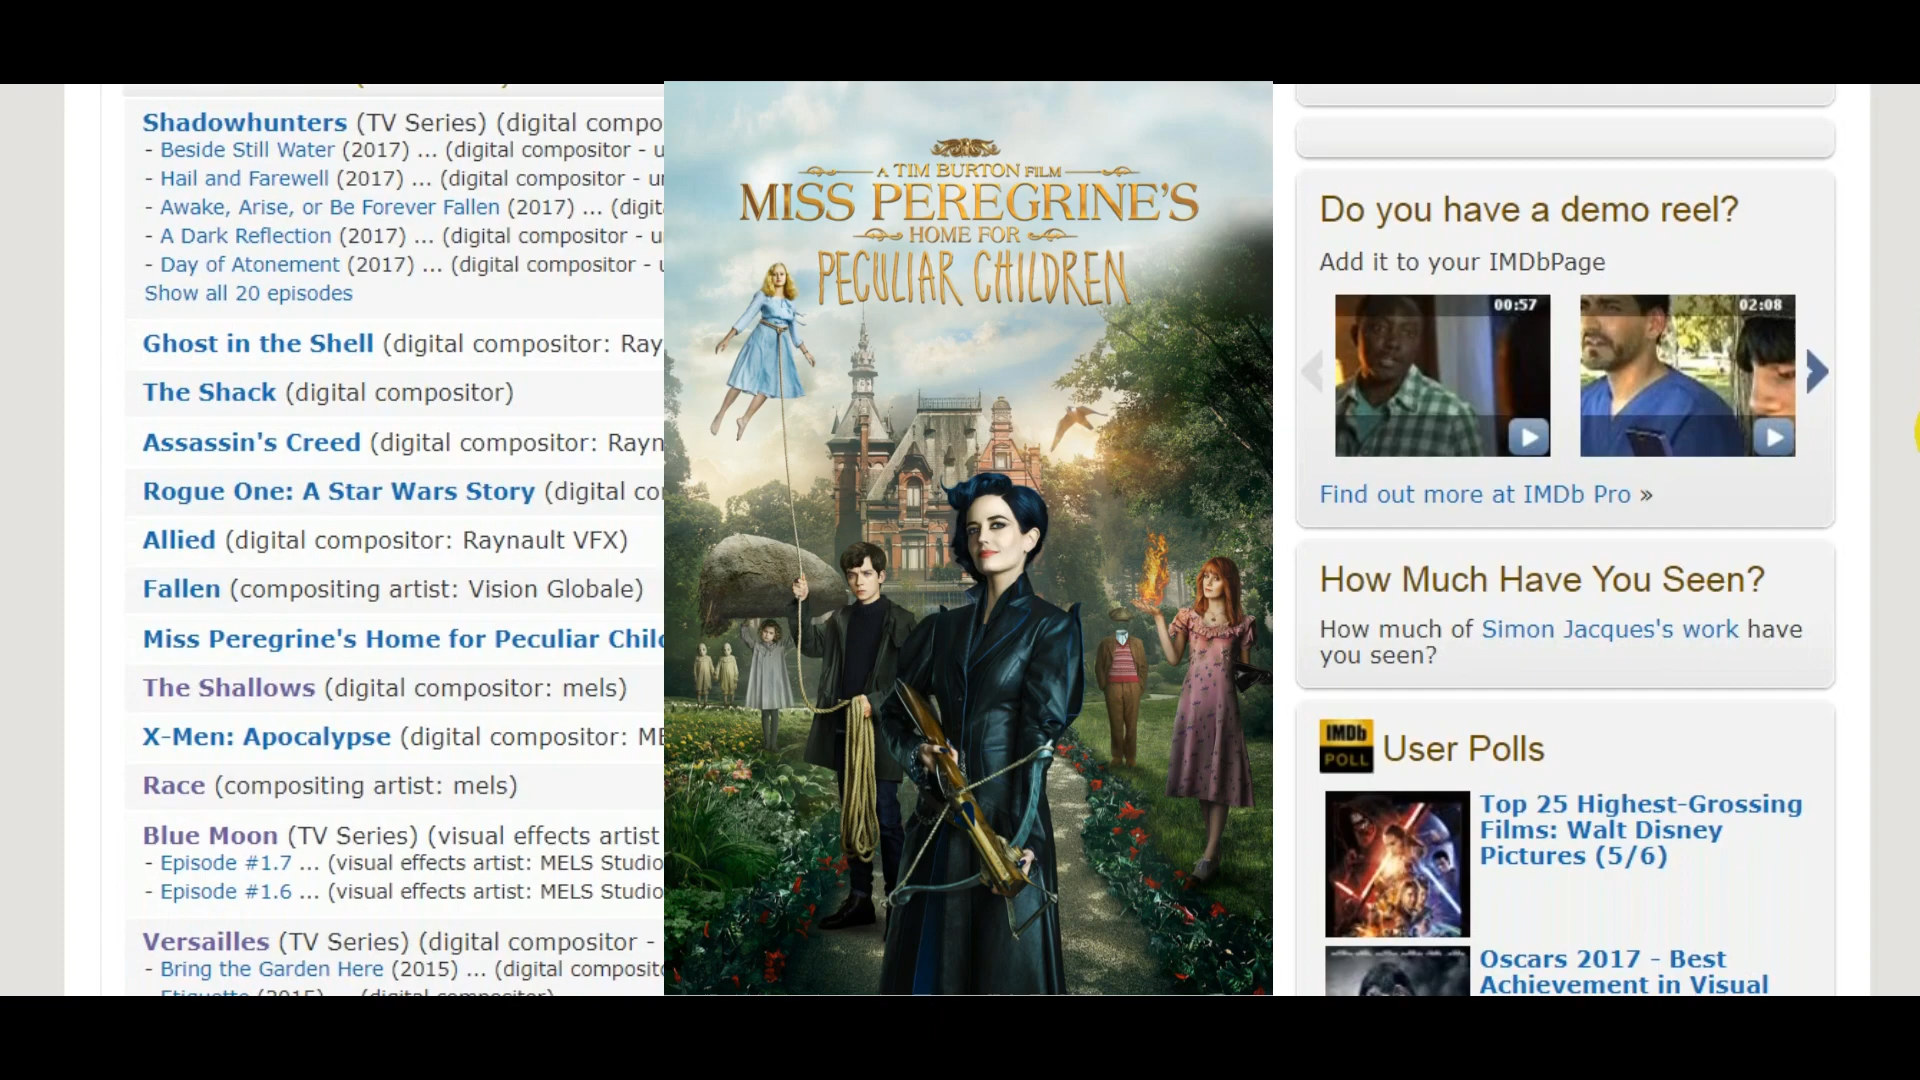 Shadowhunters (TV Series) (digital compo
- Beside Still Water (2017) ... (digital compositor - u
- Hail and Farewell (2017) ... (digital compositor - u
- Awake, Arise, or Be Forever Fallen (2017) ... (digit
- A Dark Reflection (2017) ... (digital compositor - u
- Day of Atonement (2017) ... (digital compositor -
Show all 20 episodes
Ghost in the Shell (digital compositor: Ray
The Shack (digital compositor)
Assassin's Creed (digital compositor: Rayn
Rogue One: A Star Wars Story (digital co
Allied (digital compositor: Raynault VFX)
Fallen (compositing artist: Vision Globale)
Miss Peregrine's Home for Peculiar Chil
The Shallows (digital compositor: mels)
X-Men: Apocalypse (digital compositor: ME
Race (compositing artist: mels)
Blue Moon (TV Series) (visual effects artist
- Episode #1.7 ... (visual effects artist: MELS Studio
- Episode #1.6 ... (visual effects artist: MELS Studio
Versailles (TV Series) (digital compositor -
- Bring the Garden Here (2015) ... (digital composit
- Etiquette (2015) ... (digital compositor)
A TIM BURTON FILM
MISS PEREGRINE'S
HOME FOR
PECULIAR CHILDREN
Do you have a demo reel?
Add it to your IMDbPage
00:57
02:08
Find out more at IMDb Pro »
How Much Have You Seen?
How much of Simon Jacques's work have
you seen?
IMDb
POLL
User Polls
Top 25 Highest-Grossing
Films: Walt Disney
Pictures (5/6)
Oscars 2017 - Best
Achievement in Visual